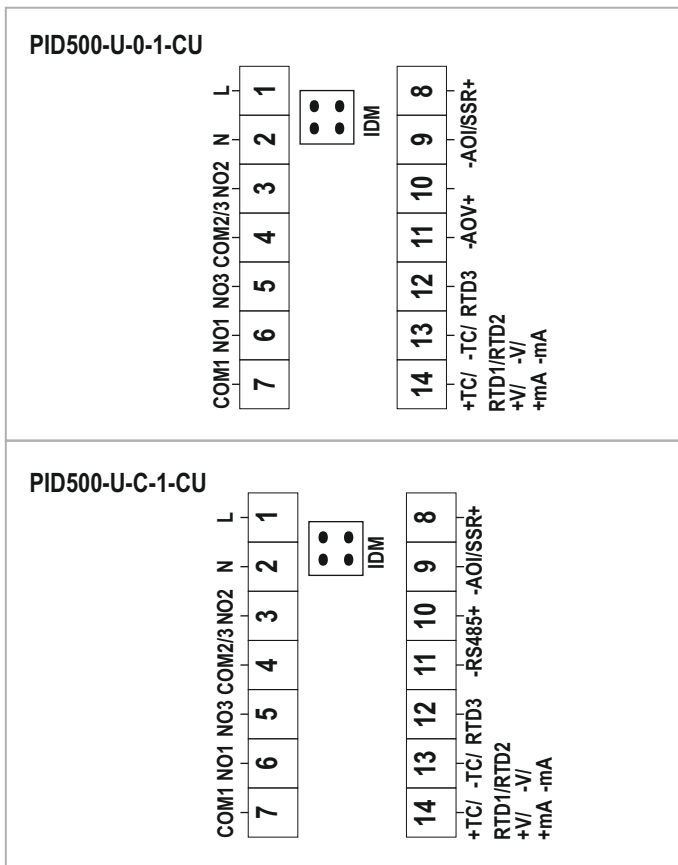 PID500-U-0-1-CU
L
N
NO2
COM2/3
NO3
NO1
COM1
1
2
3
4
5
6
7
IDM
8
9
10
11
12
13
14
-AOI/SSR+
-AOV+
RTD3
+TC/ -TC/
RTD1/RTD2
+V/ -V/
+mA -mA
PID500-U-C-1-CU
L
N
NO2
COM2/3
NO3
NO1
COM1
1
2
3
4
5
6
7
IDM
8
9
10
11
12
13
14
-AOI/SSR+
-RS485+
RTD3
+TC/ -TC/
RTD1/RTD2
+V/ -V/
+mA -mA